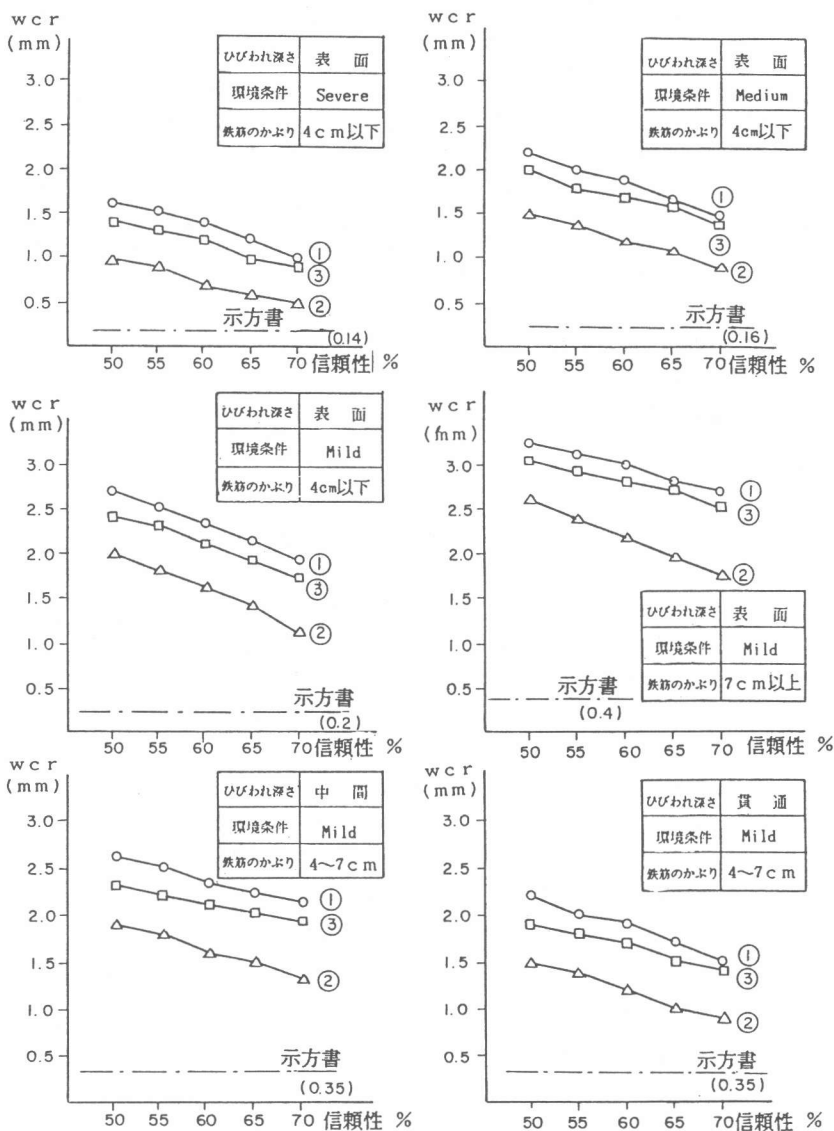 wcr
(mm)
ひびわれ深さ 表面
環境条件 Severe
鉄筋のかぶり 4cm以下
3.0
2.5
2.0
1.5
1.0
0.5
①
③
②
示方書
(0.14)
50 55 60 65 70 信頼性 %
wcr
(mm)
ひびわれ深さ 表面
環境条件 Medium
鉄筋のかぶり 4cm以下
3.0
2.5
2.0
1.5
1.0
0.5
①
③
②
示方書
(0.16)
50 55 60 65 70 信頼性 %
wcr
(mm)
ひびわれ深さ 表面
環境条件 Mild
鉄筋のかぶり 4cm以下
3.0
2.5
2.0
1.5
1.0
0.5
①
③
②
示方書
(0.2)
50 55 60 65 70 信頼性 %
wcr
(mm)
3.0
2.5
2.0
1.5
1.0
0.5
①
③
②
ひびわれ深さ 表面
環境条件 Mild
鉄筋のかぶり 7cm以上
示方書
(0.4)
50 55 60 65 70 信頼性 %
wcr
(mm)
ひびわれ深さ 中間
環境条件 Mild
鉄筋のかぶり 4〜7cm
3.0
2.5
2.0
1.5
1.0
0.5
①
③
②
示方書
(0.35)
50 55 60 65 70 信頼性 %
wcr
(mm)
ひびわれ深さ 貫通
環境条件 Mild
鉄筋のかぶり 4〜7cm
3.0
2.5
2.0
1.5
1.0
0.5
①
③
②
示方書
(0.35)
50 55 60 65 70 信頼性 %